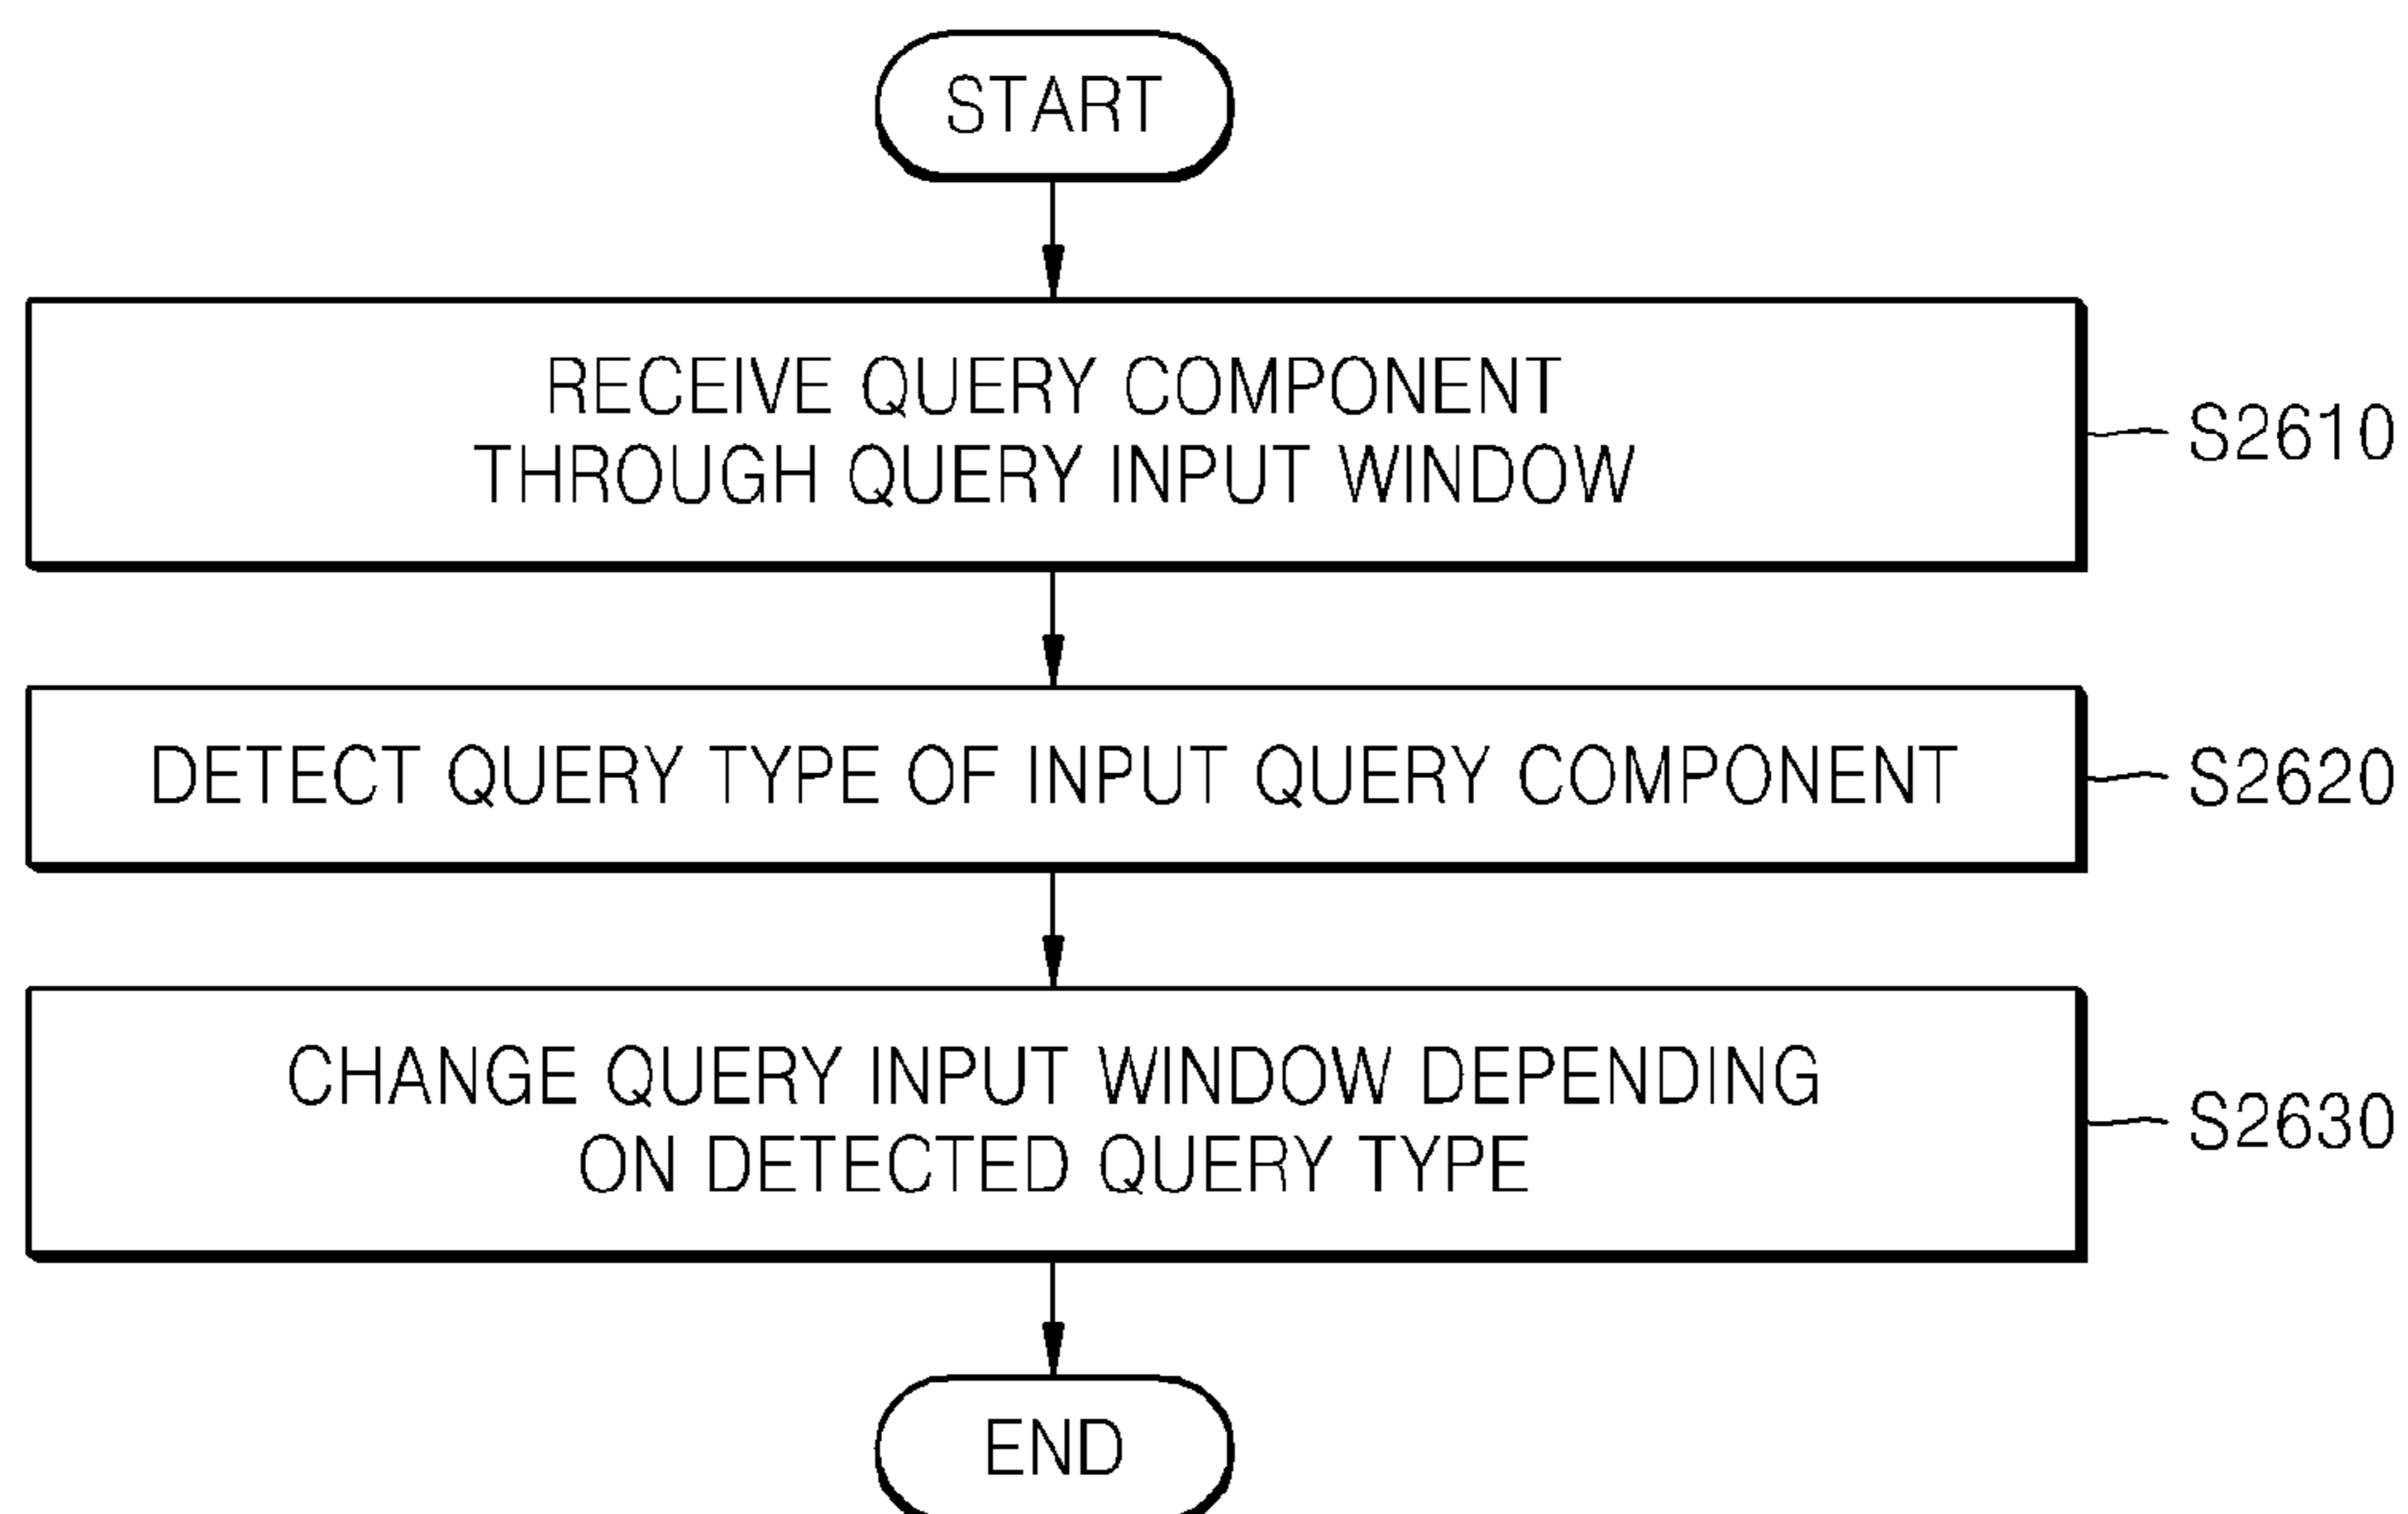 START
RECEIVE QUERY COMPONENT
THROUGH QUERY INPUT WINDOW
S2610
DETECT QUERY TYPE OF INPUT QUERY COMPONENT
S2620
CHANGE QUERY INPUT WINDOW DEPENDING
ON DETECTED QUERY TYPE
S2630
END